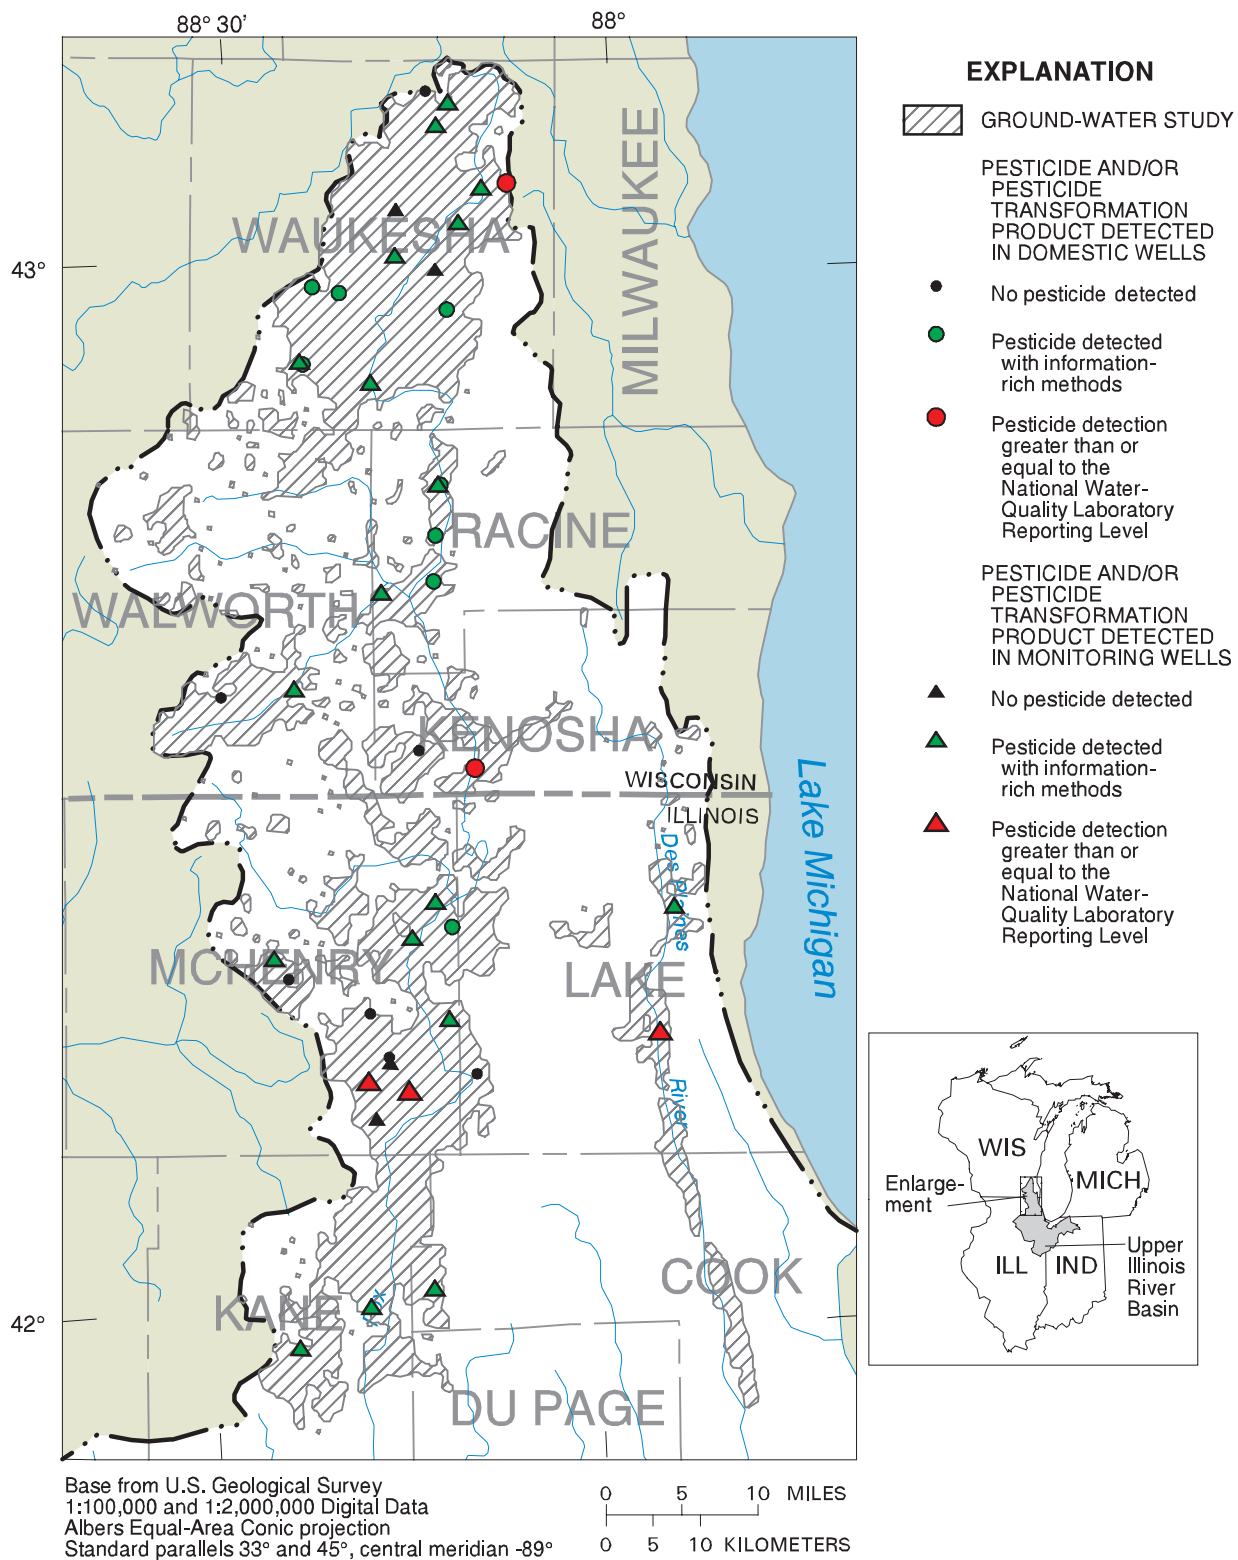 88° 30'
88°
43°
42°
WAUKESHA
MILWAUKEE
RACINE
WALWORTH
KENOSHA
WISCONSIN
ILLINOIS
Lake Michigan
Des Plaines
River
MCHENRY
LAKE
COOK
KANE
Fox
DU PAGE
EXPLANATION
GROUND-WATER STUDY
PESTICIDE AND/OR
PESTICIDE
TRANSFORMATION
PRODUCT DETECTED
IN DOMESTIC WELLS
No pesticide detected
Pesticide detected
with information-
rich methods
Pesticide detection
greater than or
equal to the
National Water-
Quality Laboratory
Reporting Level
PESTICIDE AND/OR
PESTICIDE
TRANSFORMATION
PRODUCT DETECTED
IN MONITORING WELLS
No pesticide detected
Pesticide detected
with information-
rich methods
Pesticide detection
greater than or
equal to the
National Water-
Quality Laboratory
Reporting Level
WIS
MICH
Enlarge-
ment
ILL
IND
Upper
Illinois
River
Basin
Base from U.S. Geological Survey
1:100,000 and 1:2,000,000 Digital Data
Albers Equal-Area Conic projection
Standard parallels 33° and 45°, central meridian -89°
0 5 10 MILES
0 5 10 KILOMETERS